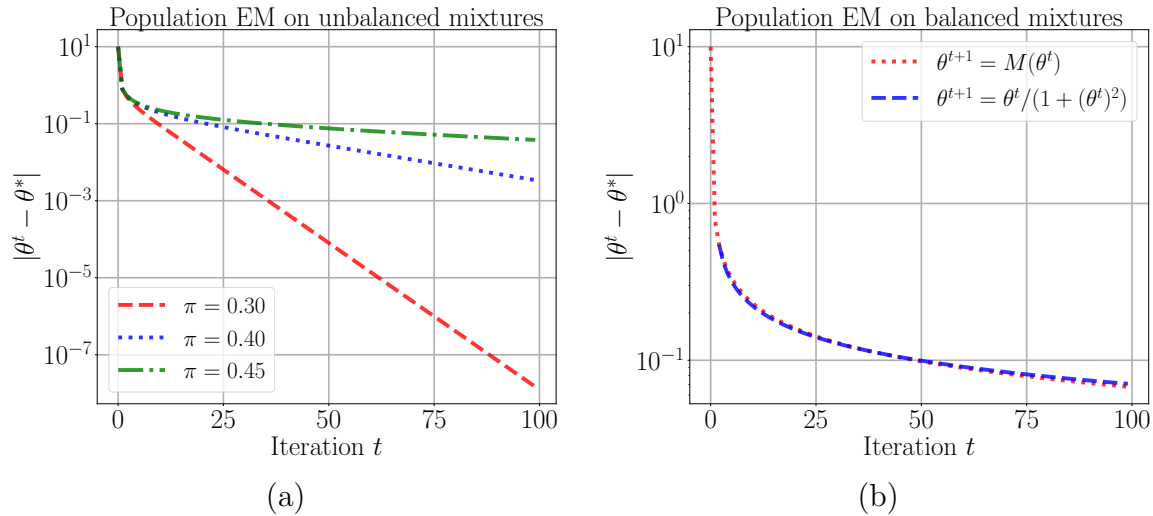 Population EM on unbalanced mixtures
10^1
10^{-1}
10^{-3}
10^{-5}
10^{-7}
|θ^t − θ^*|
π = 0.30
π = 0.40
π = 0.45
0 25 50 75 100
Iteration t
(a)
Population EM on balanced mixtures
θ^{t+1} = M(θ^t)
θ^{t+1} = θ^t/(1 + (θ^t)^2)
10^1
10^0
10^{-1}
|θ^t − θ^*|
0 25 50 75 100
Iteration t
(b)